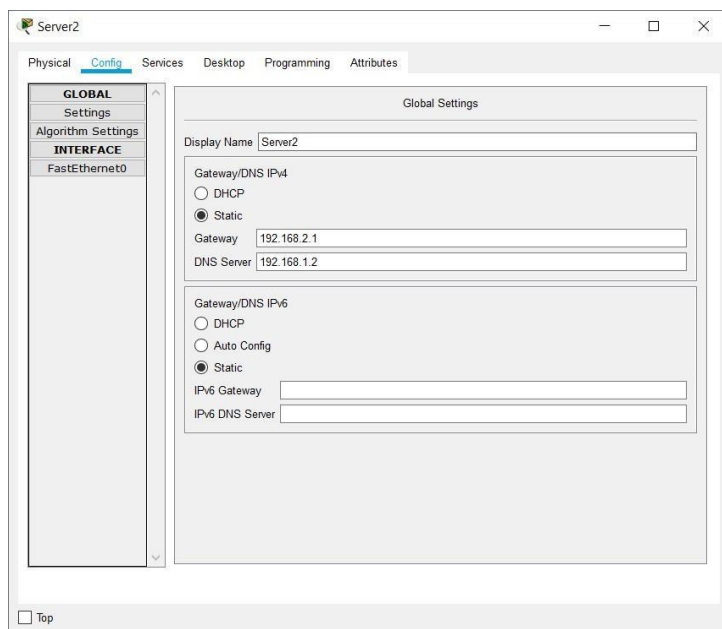 Server2
Physical Config Services Desktop Programming Attributes
GLOBAL
Settings
Algorithm Settings
INTERFACE
FastEthernet0
Global Settings
Display Name Server2
Gateway/DNS IPv4
DHCP
Static
Gateway 192.168.2.1
DNS Server 192.168.1.2
Gateway/DNS IPv6
DHCP
Auto Config
Static
IPv6 Gateway
IPv6 DNS Server
Top